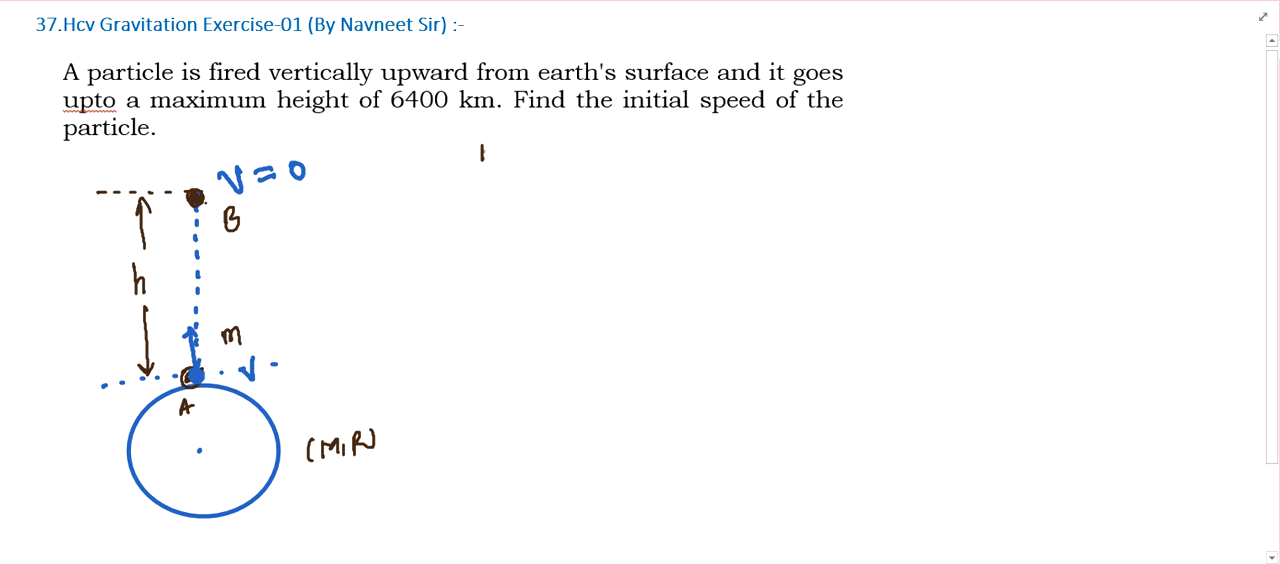 37.Hcv Gravitation Exercise-01 (By Navneet Sir) :-
A particle is fired vertically upward from earth's surface and it goes
upto a maximum height of 6400 km. Find the initial speed of the
particle.
V = 0
B
h
m
V
A
(M, R)